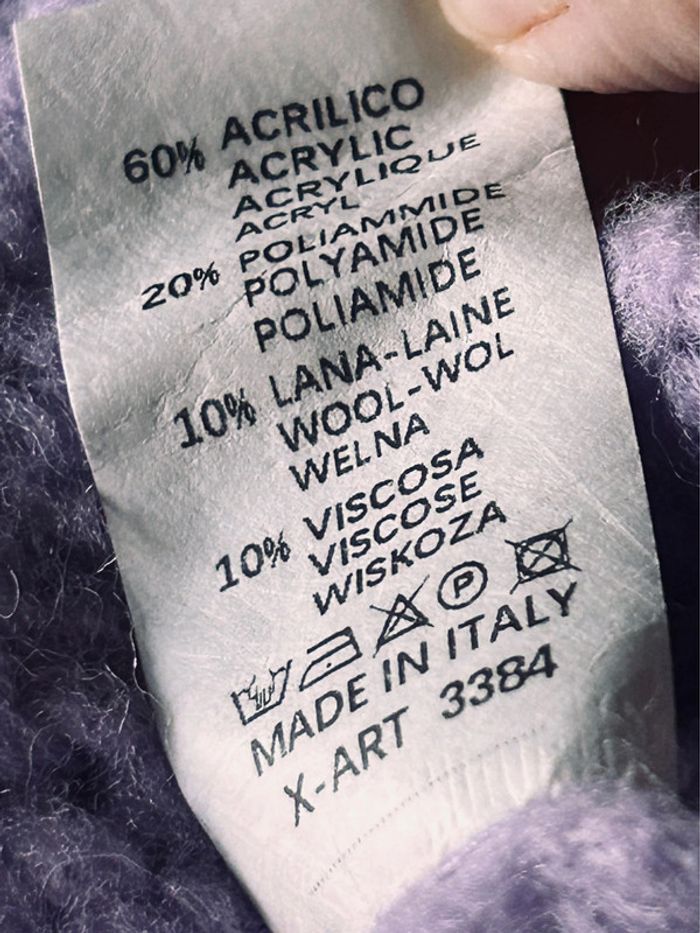 60% ACRILICO
ACRYLIC
ACRYLIQUE
ACRYL
20% POLIAMMIDE
POLYAMIDE
POLIAMIDE
10% LANA-LAINE
WOOL-WOL
WELNA
10% VISCOSA
VISCOSE
WISKOZA
P
MADE IN ITALY
X-ART 3384